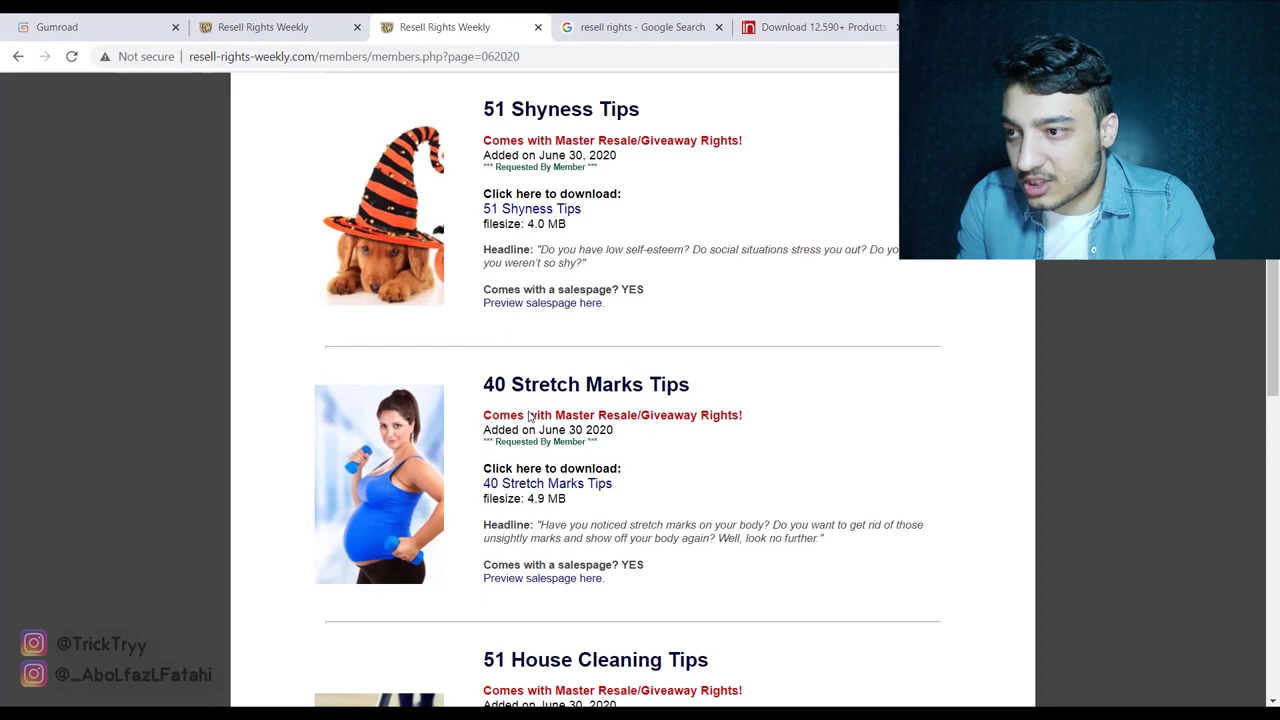 Gumroad
Resell Rights Weekly
Resell Rights Weekly
resell rights - Google Search
Download 12,590+ Products
Not secure
resell-rights-weekly.com/members/members.php?page=062020
51 Shyness Tips
Comes with Master Resale/Giveaway Rights!
Added on June 30, 2020
*** Requested By Member ***
Click here to download:
51 Shyness Tips
filesize: 4.0 MB
Headline: "Do you have low self-esteem? Do social situations stress you out? Do
you weren't so shy?"
Comes with a salespage? YES
Preview salespage here.
40 Stretch Marks Tips
Comes with Master Resale/Giveaway Rights!
Added on June 30 2020
*** Requested By Member ***
Click here to download:
40 Stretch Marks Tips
filesize: 4.9 MB
Headline: "Have you noticed stretch marks on your body? Do you want to get rid of those
unsightly marks and show off your body again? Well, look no further."
Comes with a salespage? YES
Preview salespage here.
51 House Cleaning Tips
Comes with Master Resale/Giveaway Rights!
Added on June 30, 2020
@TrickTryy
@_AboLfazLFatahi